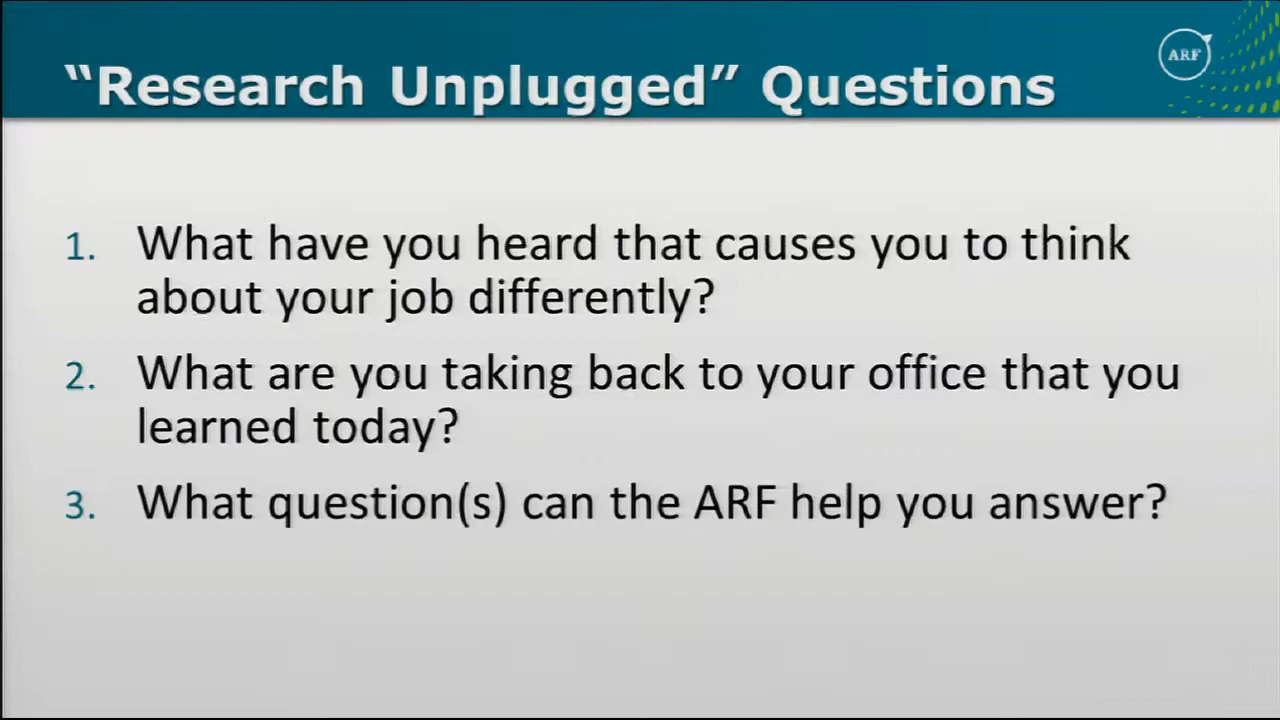 “Research Unplugged” Questions
ARF
1. What have you heard that causes you to think
about your job differently?
2. What are you taking back to your office that you
learned today?
3. What question(s) can the ARF help you answer?